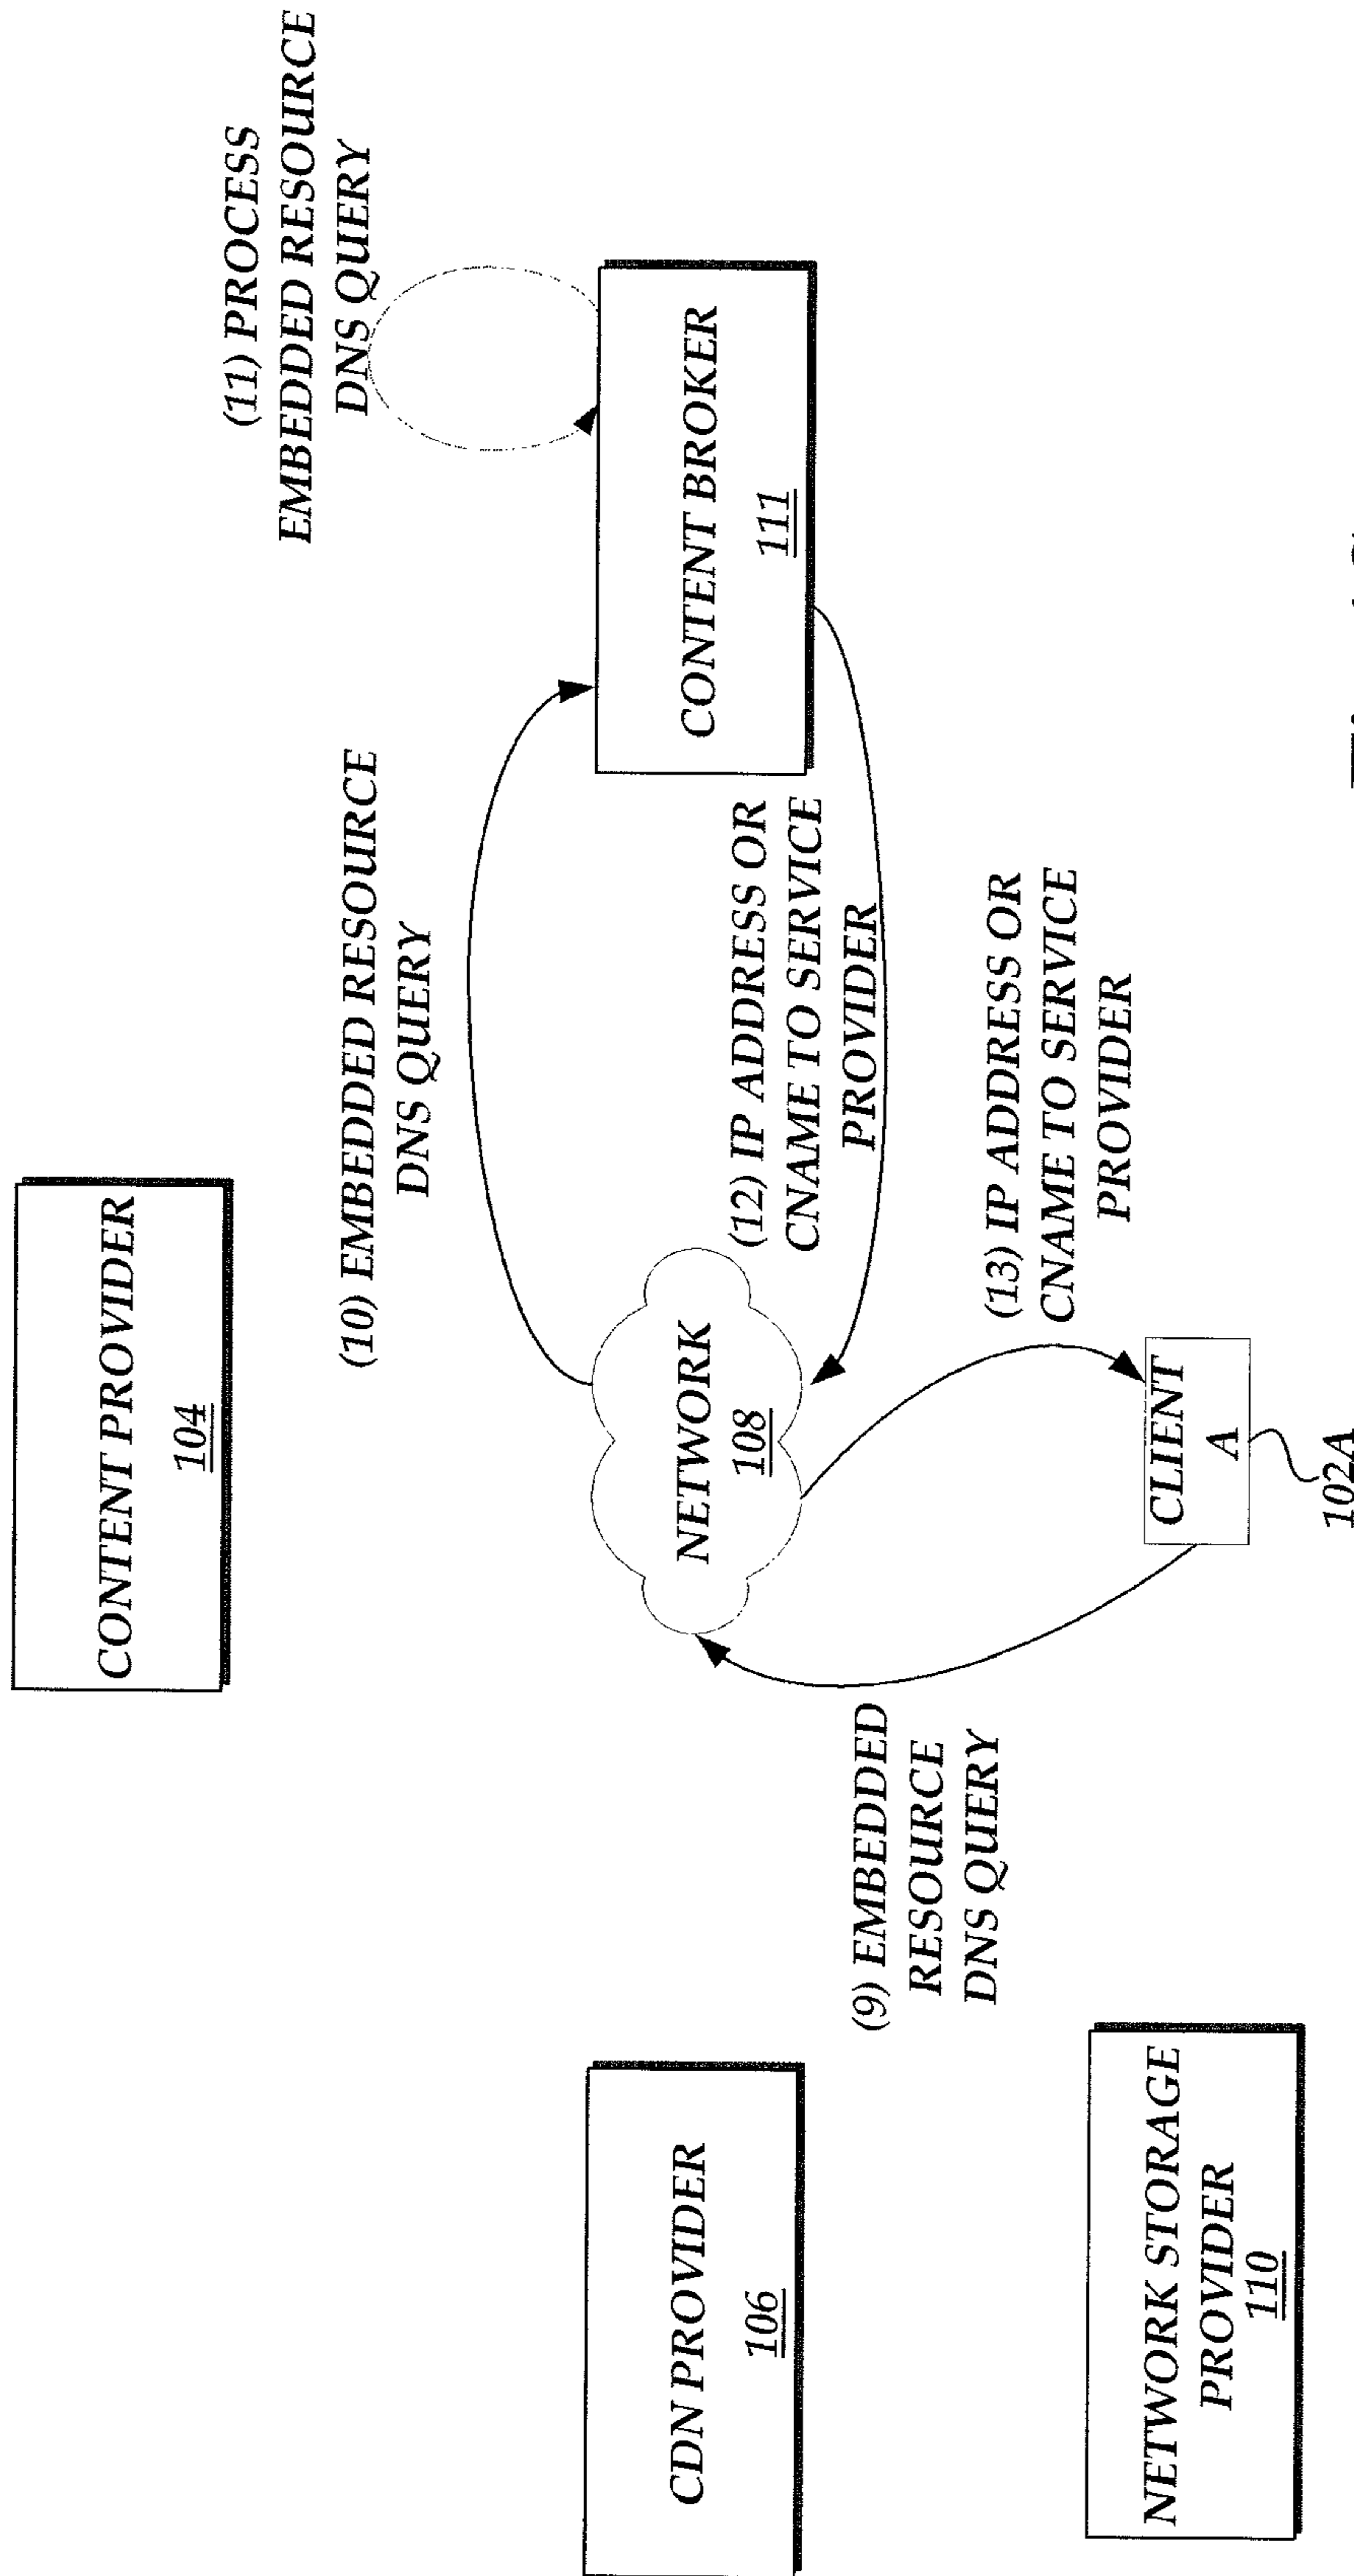 CONTENT PROVIDER
104
(11) PROCESS
EMBEDDED RESOURCE
DNS QUERY
(10) EMBEDDED RESOURCE
DNS QUERY
CDN PROVIDER
106
NETWORK
108
CONTENT BROKER
111
(12) IP ADDRESS OR
CNAME TO SERVICE
PROVIDER
(9) EMBEDDED
RESOURCE
DNS QUERY
(13) IP ADDRESS OR
CNAME TO SERVICE
PROVIDER
NETWORK STORAGE
PROVIDER
110
CLIENT
A
102A